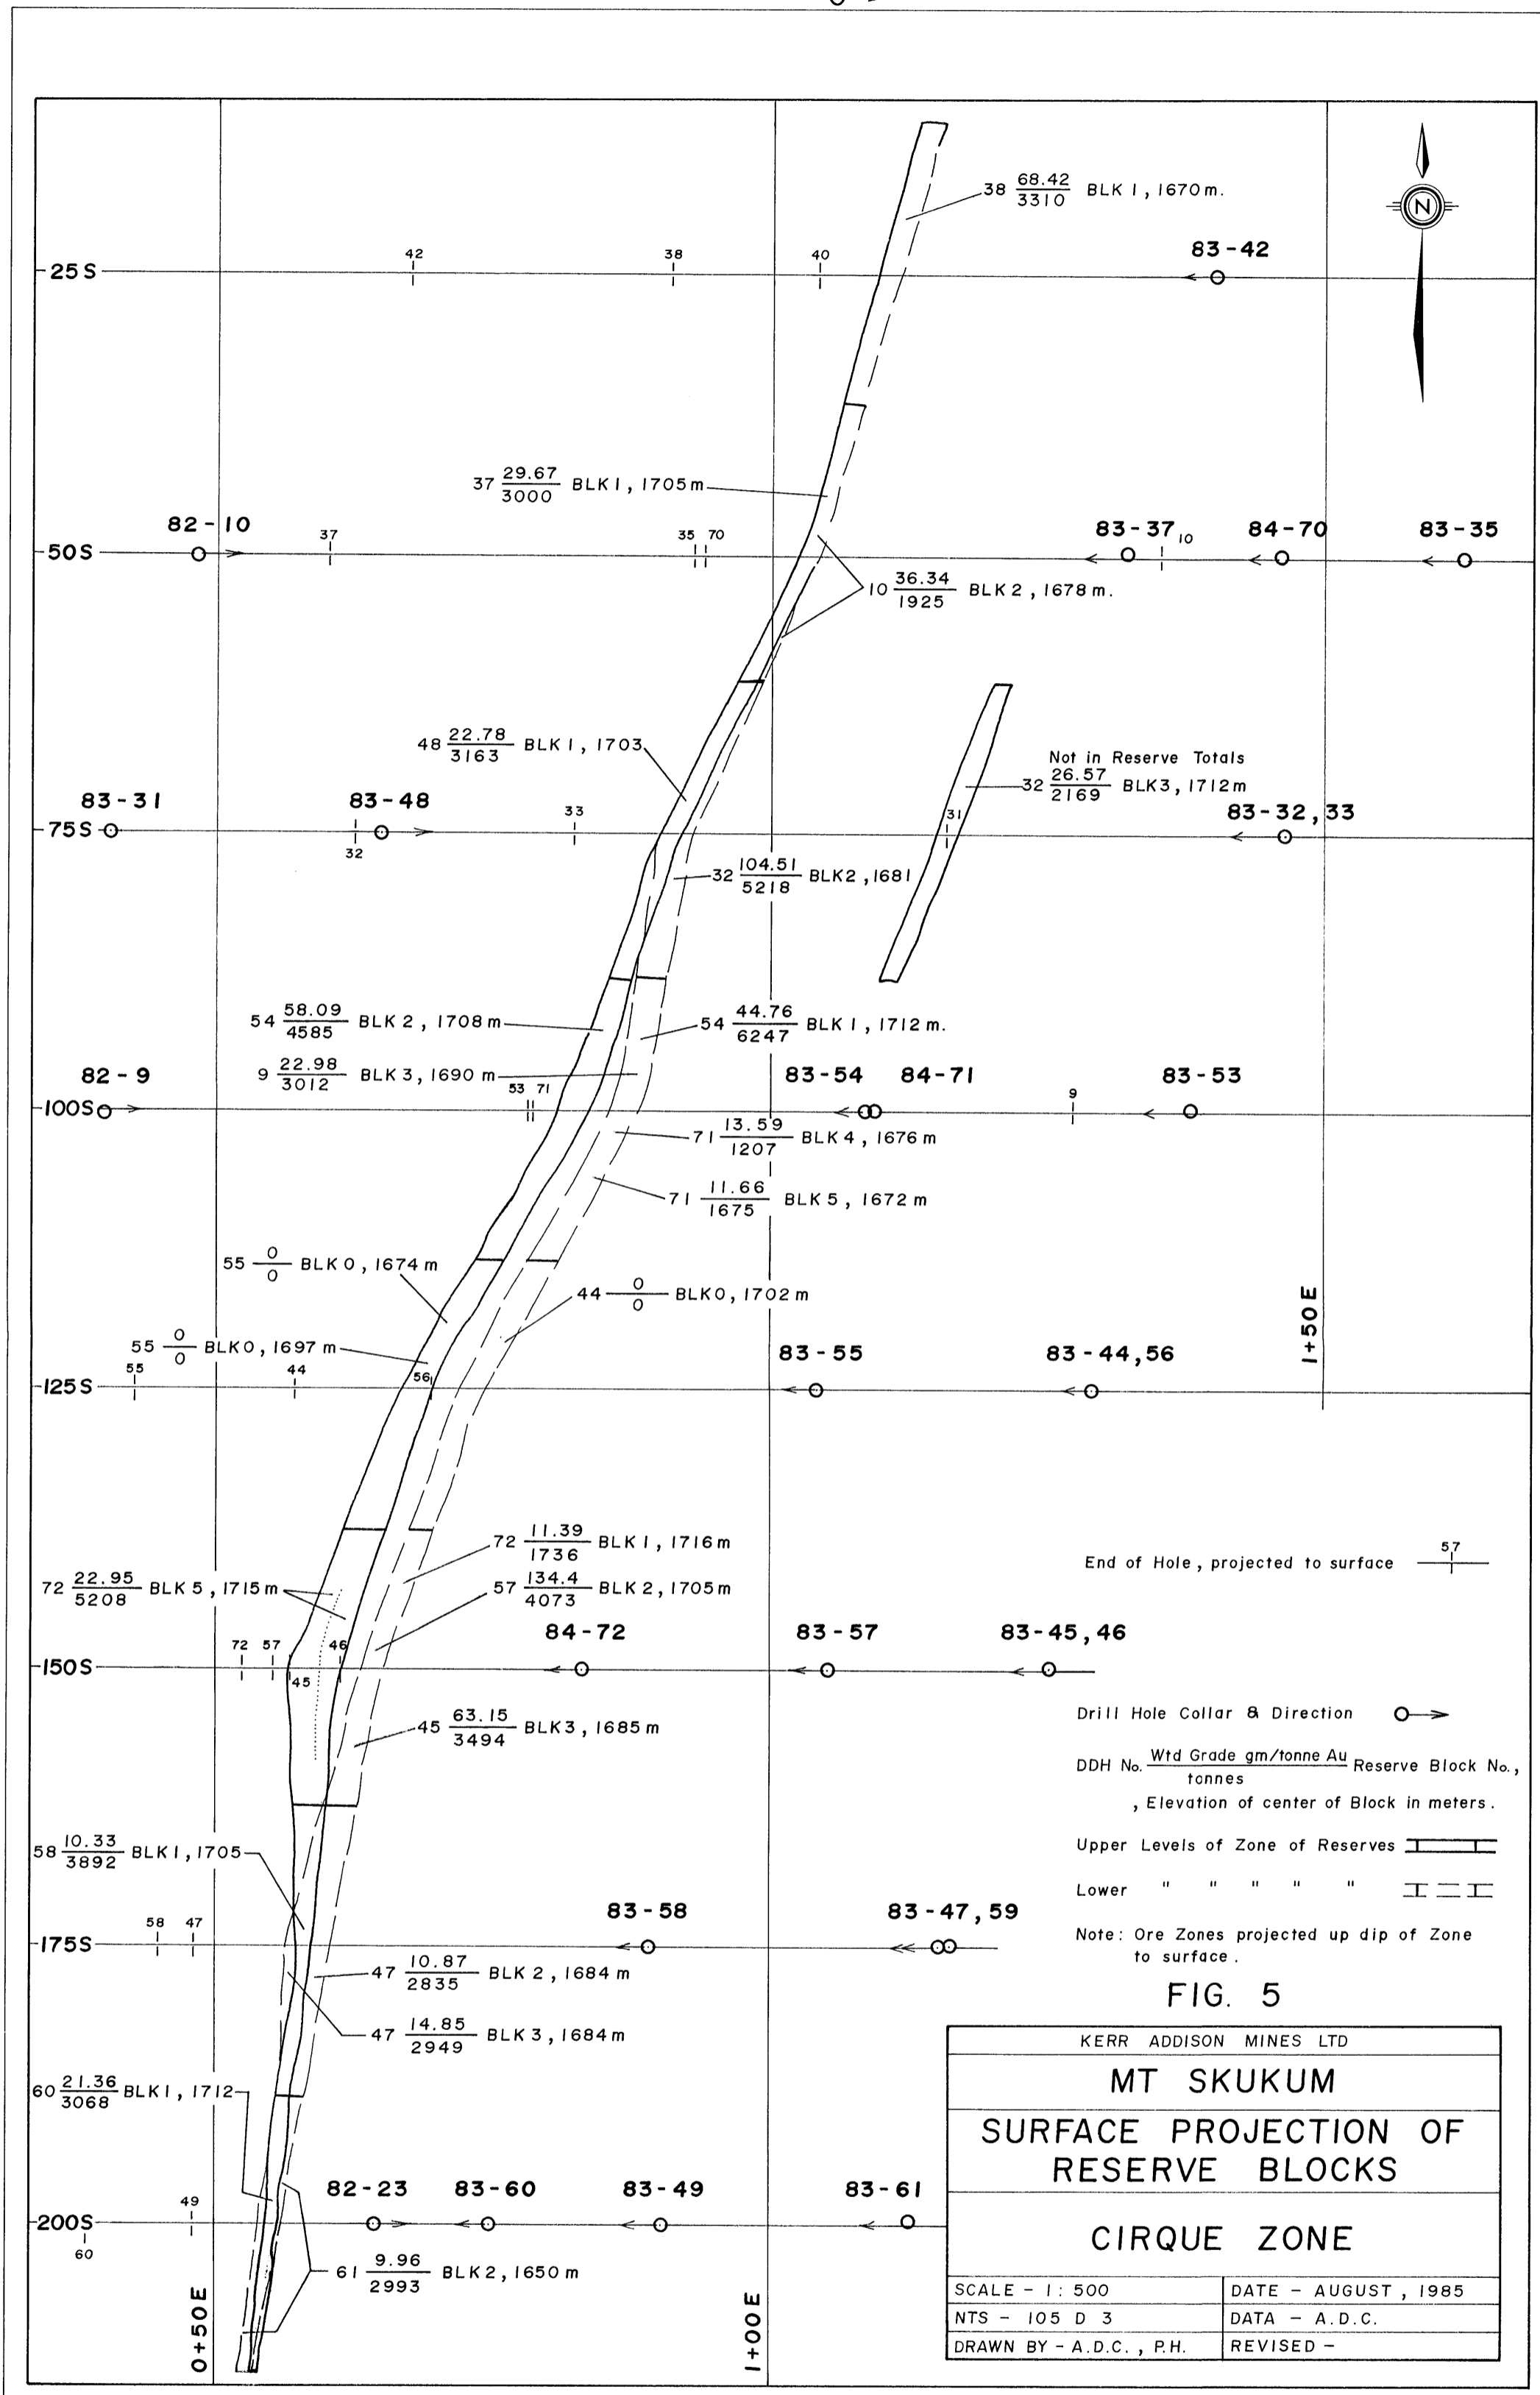 N
38 68.42 BLK 1, 1670 m.
3310
42
38
40
83-42
25 S
37 29.67 BLK 1, 1705 m
3000
82-10
37
35 70
83-37
10
84-70
83-35
50S
10 36.34 BLK 2, 1678 m.
1925
48 22.78 BLK 1, 1703
3163
Not in Reserve Totals
32 26.57 BLK3, 1712m
2169
83-31
83-48
33
31
83-32,33
75S
32
32 104.51 BLK2, 1681
5218
54 58.09 BLK 2, 1708 m
4585
54 44.76 BLK 1, 1712 m.
6247
9 22.98 BLK 3, 1690 m
3012
82-9
53 71
83-54
84-71
9
83-53
100S
71 13.59 BLK 4, 1676 m
1207
71 11.66 BLK 5, 1672 m
1675
55 0 BLK 0, 1674 m
0
44 0 BLK0, 1702 m
0
1+50E
55 0 BLK 0, 1697 m
0
55
44
56
83-55
83-44,56
125S
72 11.39 BLK 1, 1716 m
1736
End of Hole, projected to surface 57
72 22.95 BLK 5, 1715 m
5208
57 134.4 BLK 2, 1705 m
4073
72 57
46
84-72
83-57
83-45,46
150S
45
45 63.15 BLK3, 1685 m
3494
Drill Hole Collar & Direction
DDH No. Wtd Grade gm/tonne Au Reserve Block No.,
tonnes
, Elevation of center of Block in meters.
Upper Levels of Zone of Reserves
Lower " " " " "
58 10.33 BLK 1, 1705
3892
58 47
83-58
83-47,59
175S
Note: Ore Zones projected up dip of Zone
to surface.
47 10.87 BLK 2, 1684 m
2835
47 14.85 BLK 3, 1684m
2949
FIG. 5
60 21.36 BLK 1, 1712
3068
49
82-23
83-60
83-49
83-61
200S
60
61 9.96 BLK 2, 1650 m
2993
0+50E
1+00E
KERR ADDISON MINES LTD
MT SKUKUM
SURFACE PROJECTION OF
RESERVE BLOCKS
CIRQUE ZONE
SCALE - 1:500
DATE - AUGUST, 1985
NTS - 105 D 3
DATA - A.D.C.
DRAWN BY - A.D.C., P.H.
REVISED -